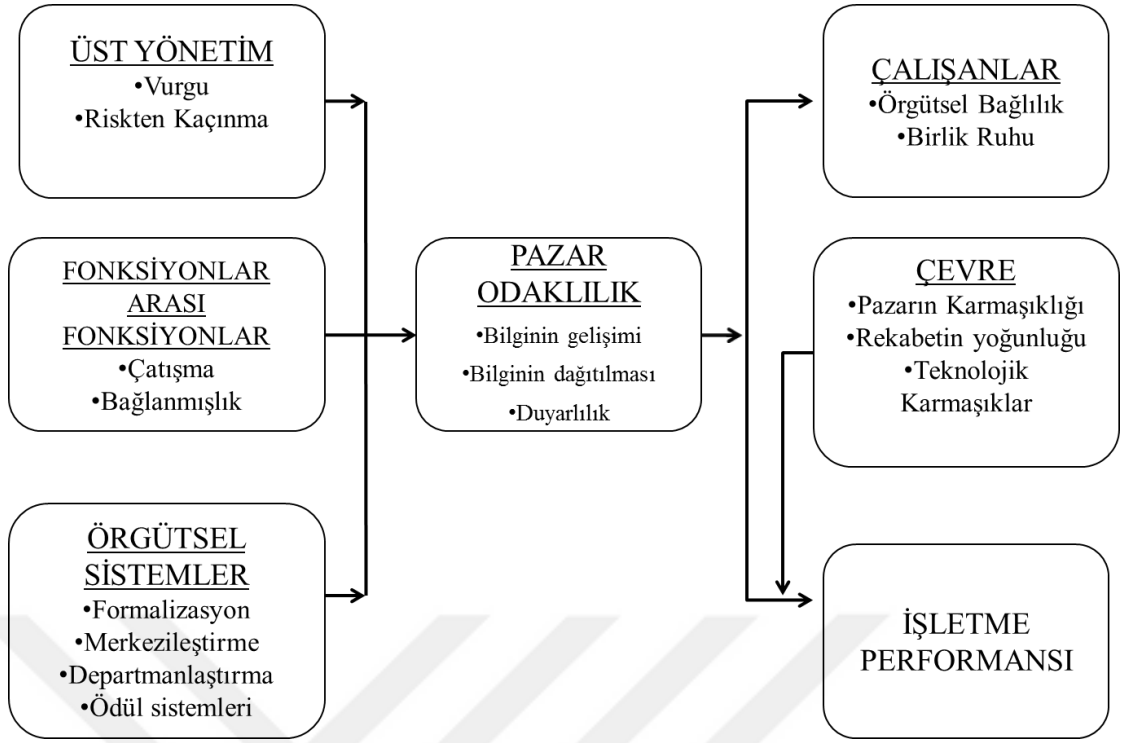 ÜST YÖNETİM
•Vurgu
•Riskten Kaçınma
FONKSİYONLAR
ARASI
FONKSİYONLAR
•Çatışma
•Bağlanmışlık
ÖRGÜTSEL
SİSTEMLER
•Formalizasyon
•Merkezileştirme
•Departmanlaştırma
•Ödül sistemleri
PAZAR
ODAKLILIK
•Bilginin gelişimi
•Bilginin dağıtılması
•Duyarlılık
ÇALIŞANLAR
•Örgütsel Bağlılık
•Birlik Ruhu
ÇEVRE
•Pazarın Karmaşıklığı
•Rekabetin yoğunluğu
•Teknolojik
Karmaşıklar
İŞLETME
PERFORMANSI